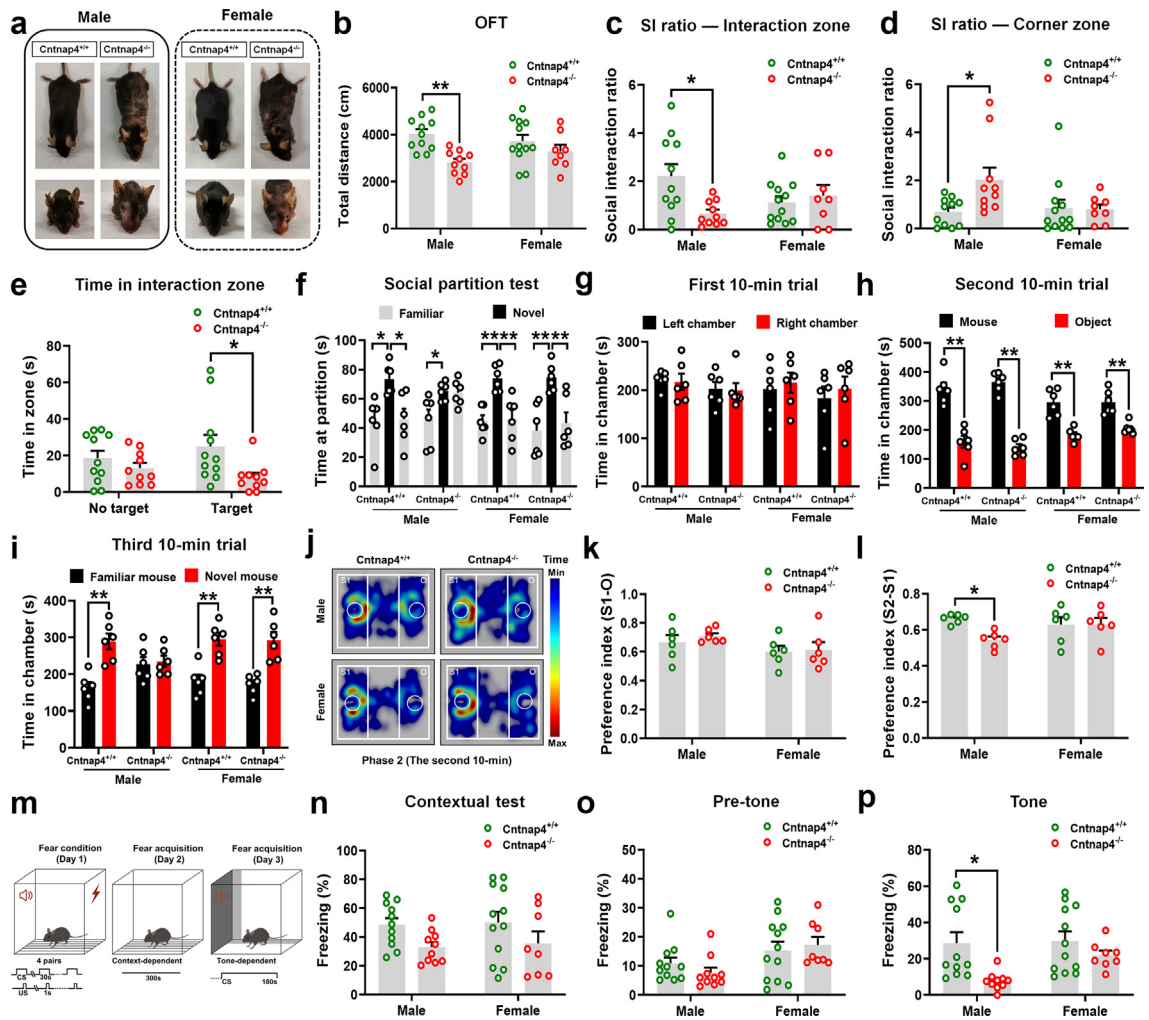 a
Male
Female
Cntnap4+/+
Cntnap4-/-
Cntnap4+/+
Cntnap4-/-
b
OFT
Cntnap4+/+
Cntnap4-/-
**
Total distance (cm)
6000
4000
2000
0
Male
Female
c
SI ratio — Interaction zone
Cntnap4+/+
Cntnap4-/-
*
Social interaction ratio
6
4
2
0
Male
Female
d
SI ratio — Corner zone
Cntnap4+/+
Cntnap4-/-
*
Social interaction ratio
6
4
2
0
Male
Female
e
Time in interaction zone
Cntnap4+/+
Cntnap4-/-
*
Time in zone (s)
80
60
40
20
0
No target
Target
f
Social partition test
Familiar
Novel
* * * ** ** ** **
Time at partition (s)
100
80
60
40
20
0
Cntnap4+/+
Cntnap4-/-
Cntnap4+/+
Cntnap4-/-
Male
Female
g
First 10-min trial
Left chamber
Right chamber
Time in chamber (s)
300
200
100
0
Cntnap4+/+
Cntnap4-/-
Cntnap4+/+
Cntnap4-/-
Male
Female
h
Second 10-min trial
Mouse
Object
** ** ** **
Time in chamber (s)
500
400
300
200
100
0
Cntnap4+/+
Cntnap4-/-
Cntnap4+/+
Cntnap4-/-
Male
Female
i
Third 10-min trial
Familiar mouse
Novel mouse
** ** **
Time in chamber (s)
400
300
200
100
0
Cntnap4+/+
Cntnap4-/-
Cntnap4+/+
Cntnap4-/-
Male
Female
j
Cntnap4+/+
Cntnap4-/-
Time
Min
Max
S1
O
S1
O
Male
S1
O
S1
O
Female
Phase 2 (The second 10-min)
k
Cntnap4+/+
Cntnap4-/-
Preference index (S1-O)
1.0
0.8
0.6
0.4
0.2
0.0
Male
Female
l
Cntnap4+/+
Cntnap4-/-
*
Preference index (S2-S1)
1.0
0.8
0.6
0.4
0.2
0.0
Male
Female
m
Fear condition
(Day 1)
Fear acquisition
(Day 2)
Fear acquisition
(Day 3)
4 pairs
Context-dependent
Tone-dependent
CS
30s
300s
CS
180s
US
1s
n
Contextual test
Cntnap4+/+
Cntnap4-/-
Freezing (%)
100
80
60
40
20
0
Male
Female
o
Pre-tone
Cntnap4+/+
Cntnap4-/-
Freezing (%)
50
40
30
20
10
0
Male
Female
p
Tone
Cntnap4+/+
Cntnap4-/-
*
Freezing (%)
80
60
40
20
0
Male
Female